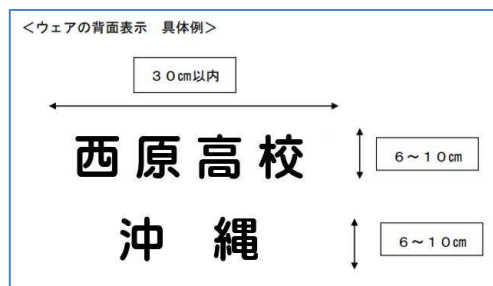 ＜ウェアの背面表示　具体例＞
３０㎝以内
西原高校
６～１０㎝
沖　縄
６～１０㎝